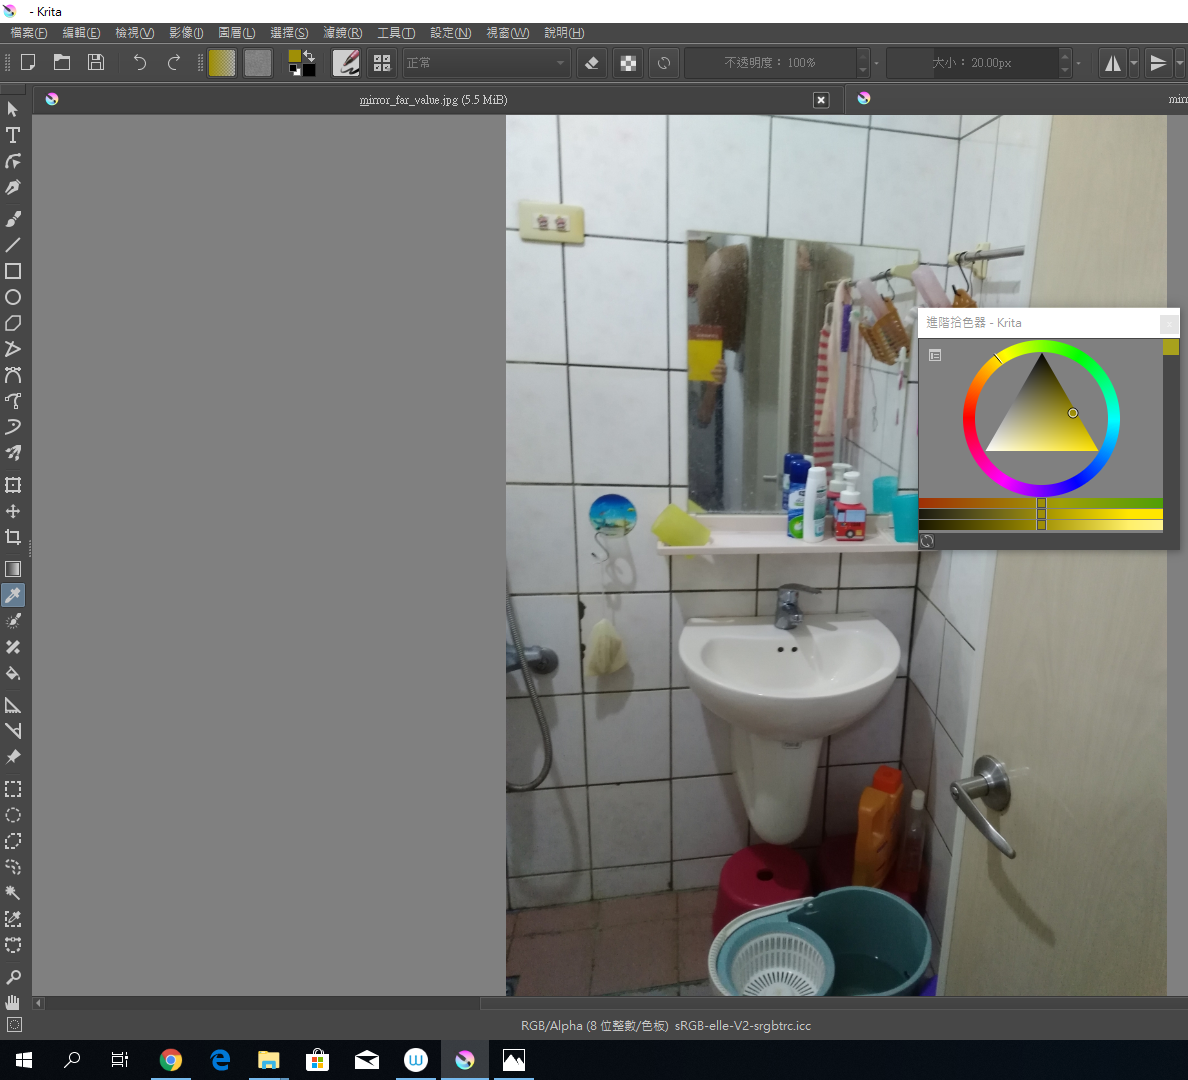 - Krita
檔案(F) 編輯(E) 檢視(V) 影像(I) 圖層(L) 選擇(S) 濾鏡(R) 工具(T) 設定(N) 視窗(W) 說明(H)
正常 不透明度： 100% 大小： 20.00px
mirror_far_value.jpg (5.5 MiB)
mirr
進階拾色器 - Krita
RGB/Alpha (8 位整數/色板) sRGB-elle-V2-srgbtrc.icc